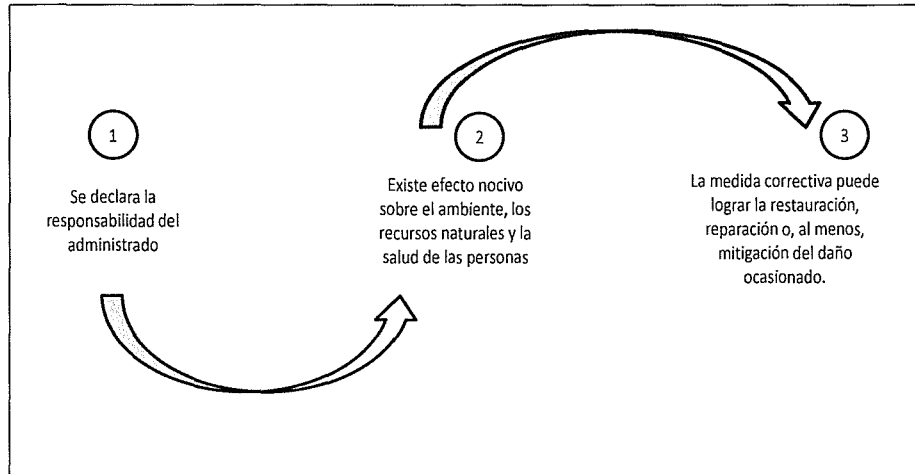 1
Se declara la
responsabilidad del
administrado
2
Existe efecto nocivo
sobre el ambiente, los
recursos naturales y la
salud de las personas
3
La medida correctiva puede
lograr la restauración,
reparación o, al menos,
mitigación del daño
ocasionado.